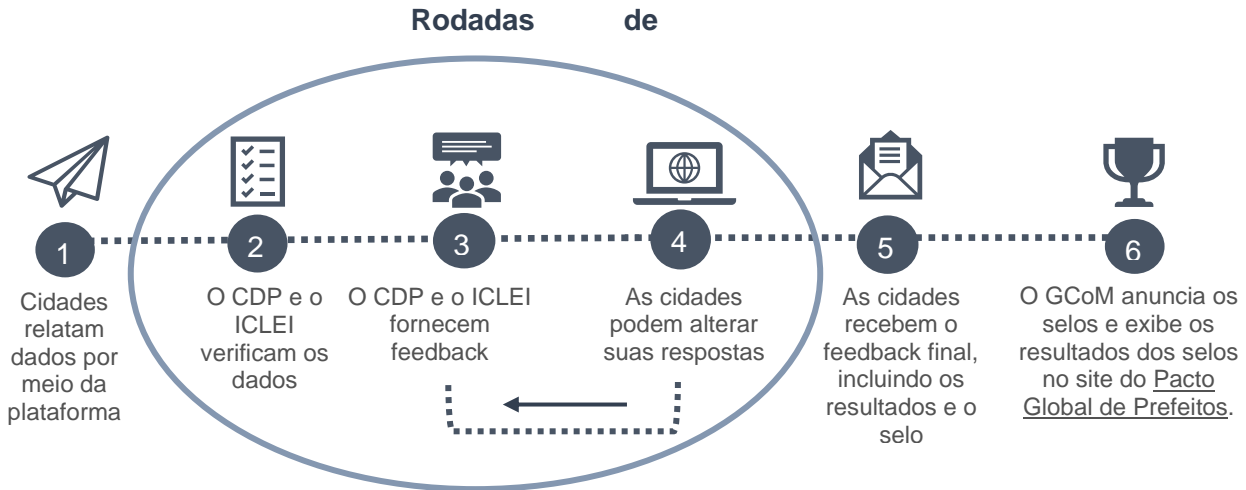 Rodadas de
1
Cidades
relatam
dados por
meio da
plataforma
2
O CDP e o
ICLEI
verificam os
dados
3
O CDP e o ICLEI
fornecem
feedback
4
As cidades
podem alterar
suas respostas
5
As cidades
recebem o
feedback final,
incluindo os
resultados e o
selo
6
O GCoM anuncia os
selos e exibe os
resultados dos selos
no site do Pacto
Global de Prefeitos.